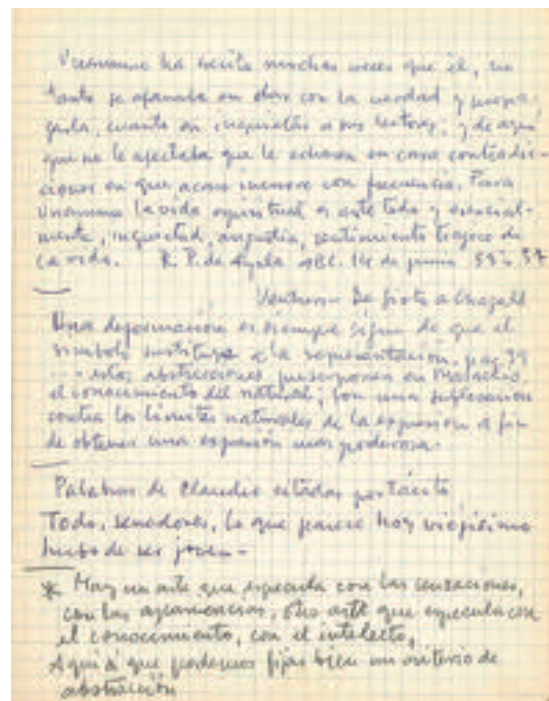 Unamuno ha escrito muchas veces que él, no
tanto se afanaba en dar con la verdad y propa-
garla, cuanto en inquietar a sus lectores; y de aquí
que no le afectaba que le echasen en cara contradic-
ciones en que acaso incurre con frecuencia. Para
Unamuno la vida espiritual es ante todo y esencial-
mente, inquietud, angustia, sentimiento trágico de
la vida. R. P. de Ayala ABC. 14 de junio
Venturi - De Giotto a Chagall
Una deformación es siempre signo de que el
símbolo sustituye a la representación. pag 39
--- estas abstracciones presuponen en
el conocimiento del natural; son una sublevación
contra los límites naturales de la expresión a fin
de obtener una expresión más poderosa.
Palabras de Claudio citadas por Tácito
Todo, senadores, lo que parece hoy viejísimo
hubo de ser joven -
* Hay un arte que especula con las sensaciones,
con las apariencias, otro arte que especula con
el conocimiento, con el intelecto,
Aquí si que podemos fijar bien un criterio de
abstracción